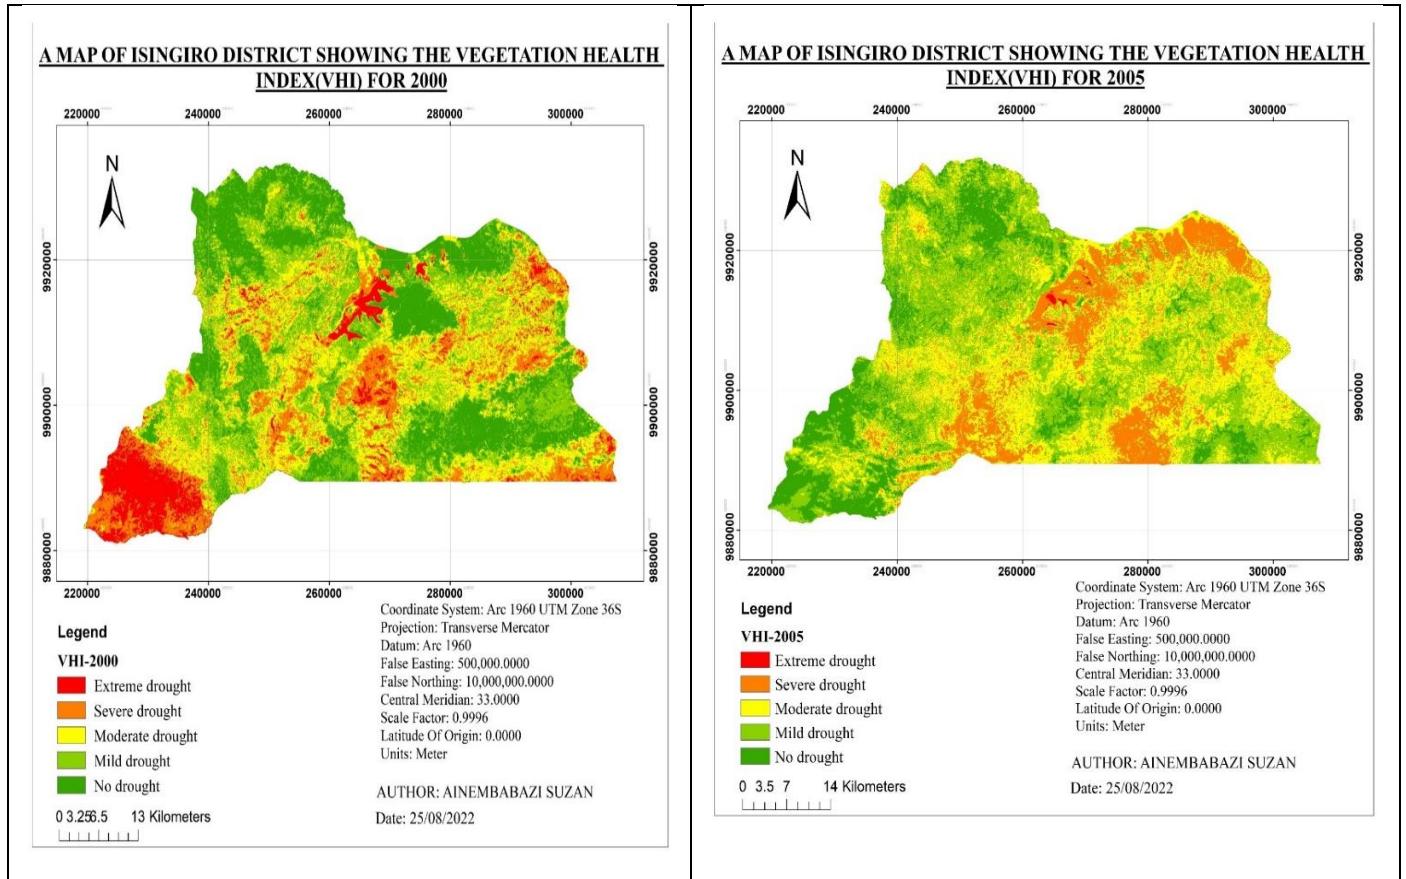 A MAP OF ISINGIRO DISTRICT SHOWING THE VEGETATION HEALTH
INDEX(VHI) FOR 2000
220000 240000 260000 280000 300000
N
9920000 9920000
9900000 9900000
9880000 9880000
220000 240000 260000 280000 300000
Legend
VHI-2000
Extreme drought
Severe drought
Moderate drought
Mild drought
No drought
0 3.256.5 13 Kilometers
Coordinate System: Arc 1960 UTM Zone 36S
Projection: Transverse Mercator
Datum: Arc 1960
False Easting: 500,000.0000
False Northing: 10,000,000.0000
Central Meridian: 33.0000
Scale Factor: 0.9996
Latitude Of Origin: 0.0000
Units: Meter
AUTHOR: AINEMBABAZI SUZAN
Date: 25/08/2022
A MAP OF ISINGIRO DISTRICT SHOWING THE VEGETATION HEALTH
INDEX(VHI) FOR 2005
220000 240000 260000 280000 300000
N
9920000 9920000
9900000 9900000
9880000 9880000
220000 240000 260000 280000 300000
Legend
VHI-2005
Extreme drought
Severe drought
Moderate drought
Mild drought
No drought
0 3.5 7 14 Kilometers
Coordinate System: Arc 1960 UTM Zone 36S
Projection: Transverse Mercator
Datum: Arc 1960
False Easting: 500,000.0000
False Northing: 10,000,000.0000
Central Meridian: 33.0000
Scale Factor: 0.9996
Latitude Of Origin: 0.0000
Units: Meter
AUTHOR: AINEMBABAZI SUZAN
Date: 25/08/2022